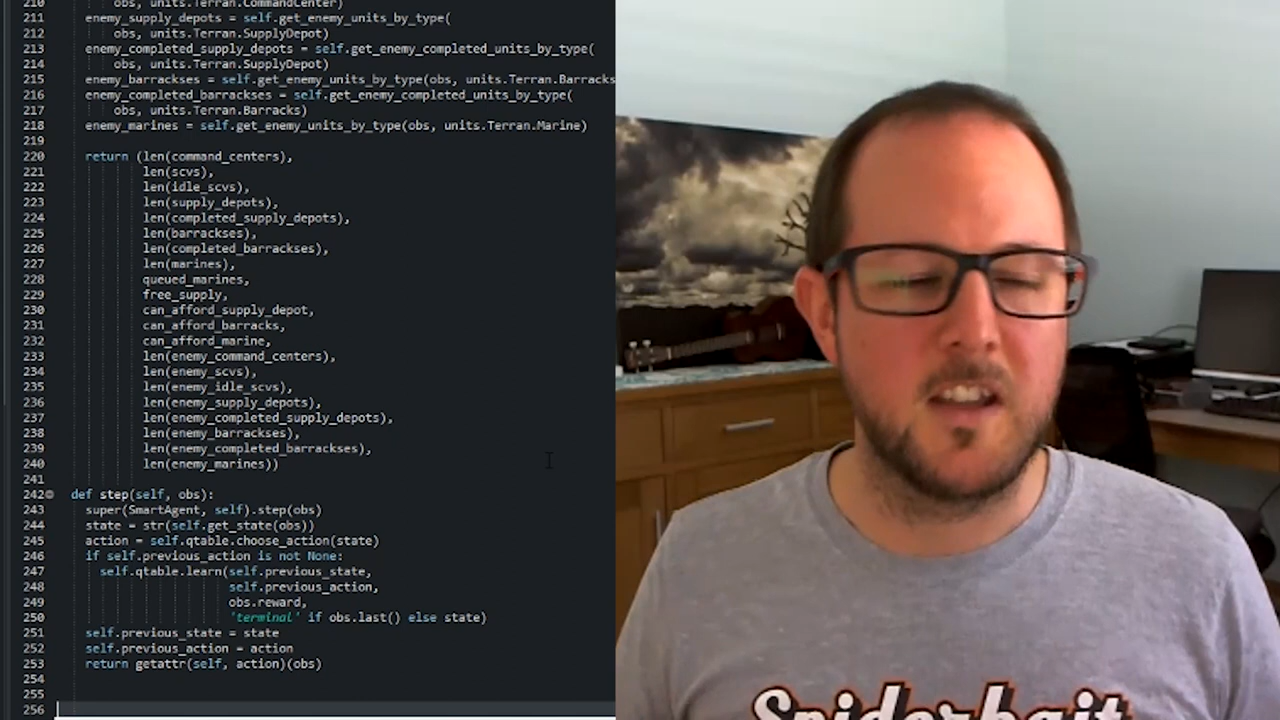 210 obs, units.Terran.CommandCenter)
211 enemy_supply_depots = self.get_enemy_units_by_type(
212 obs, units.Terran.SupplyDepot)
213 enemy_completed_supply_depots = self.get_enemy_completed_units_by_type(
214 obs, units.Terran.SupplyDepot)
215 enemy_barrackses = self.get_enemy_units_by_type(obs, units.Terran.Barracks
216 enemy_completed_barrackses = self.get_enemy_completed_units_by_type(
217 obs, units.Terran.Barracks)
218 enemy_marines = self.get_enemy_units_by_type(obs, units.Terran.Marine)
219
220 return (len(command_centers),
221 len(scvs),
222 len(idle_scvs),
223 len(supply_depots),
224 len(completed_supply_depots),
225 len(barrackses),
226 len(completed_barrackses),
227 len(marines),
228 queued_marines,
229 free_supply,
230 can_afford_supply_depot,
231 can_afford_barracks,
232 can_afford_marine,
233 len(enemy_command_centers),
234 len(enemy_scvs),
235 len(enemy_idle_scvs),
236 len(enemy_supply_depots),
237 len(enemy_completed_supply_depots),
238 len(enemy_barrackses),
239 len(enemy_completed_barrackses),
240 len(enemy_marines))
241
242 def step(self, obs):
243 super(SmartAgent, self).step(obs)
244 state = str(self.get_state(obs))
245 action = self.qtable.choose_action(state)
246 if self.previous_action is not None:
247 self.qtable.learn(self.previous_state,
248 self.previous_action,
249 obs.reward,
250 'terminal' if obs.last() else state)
251 self.previous_state = state
252 self.previous_action = action
253 return getattr(self, action)(obs)
254
255
256
Spiderbait